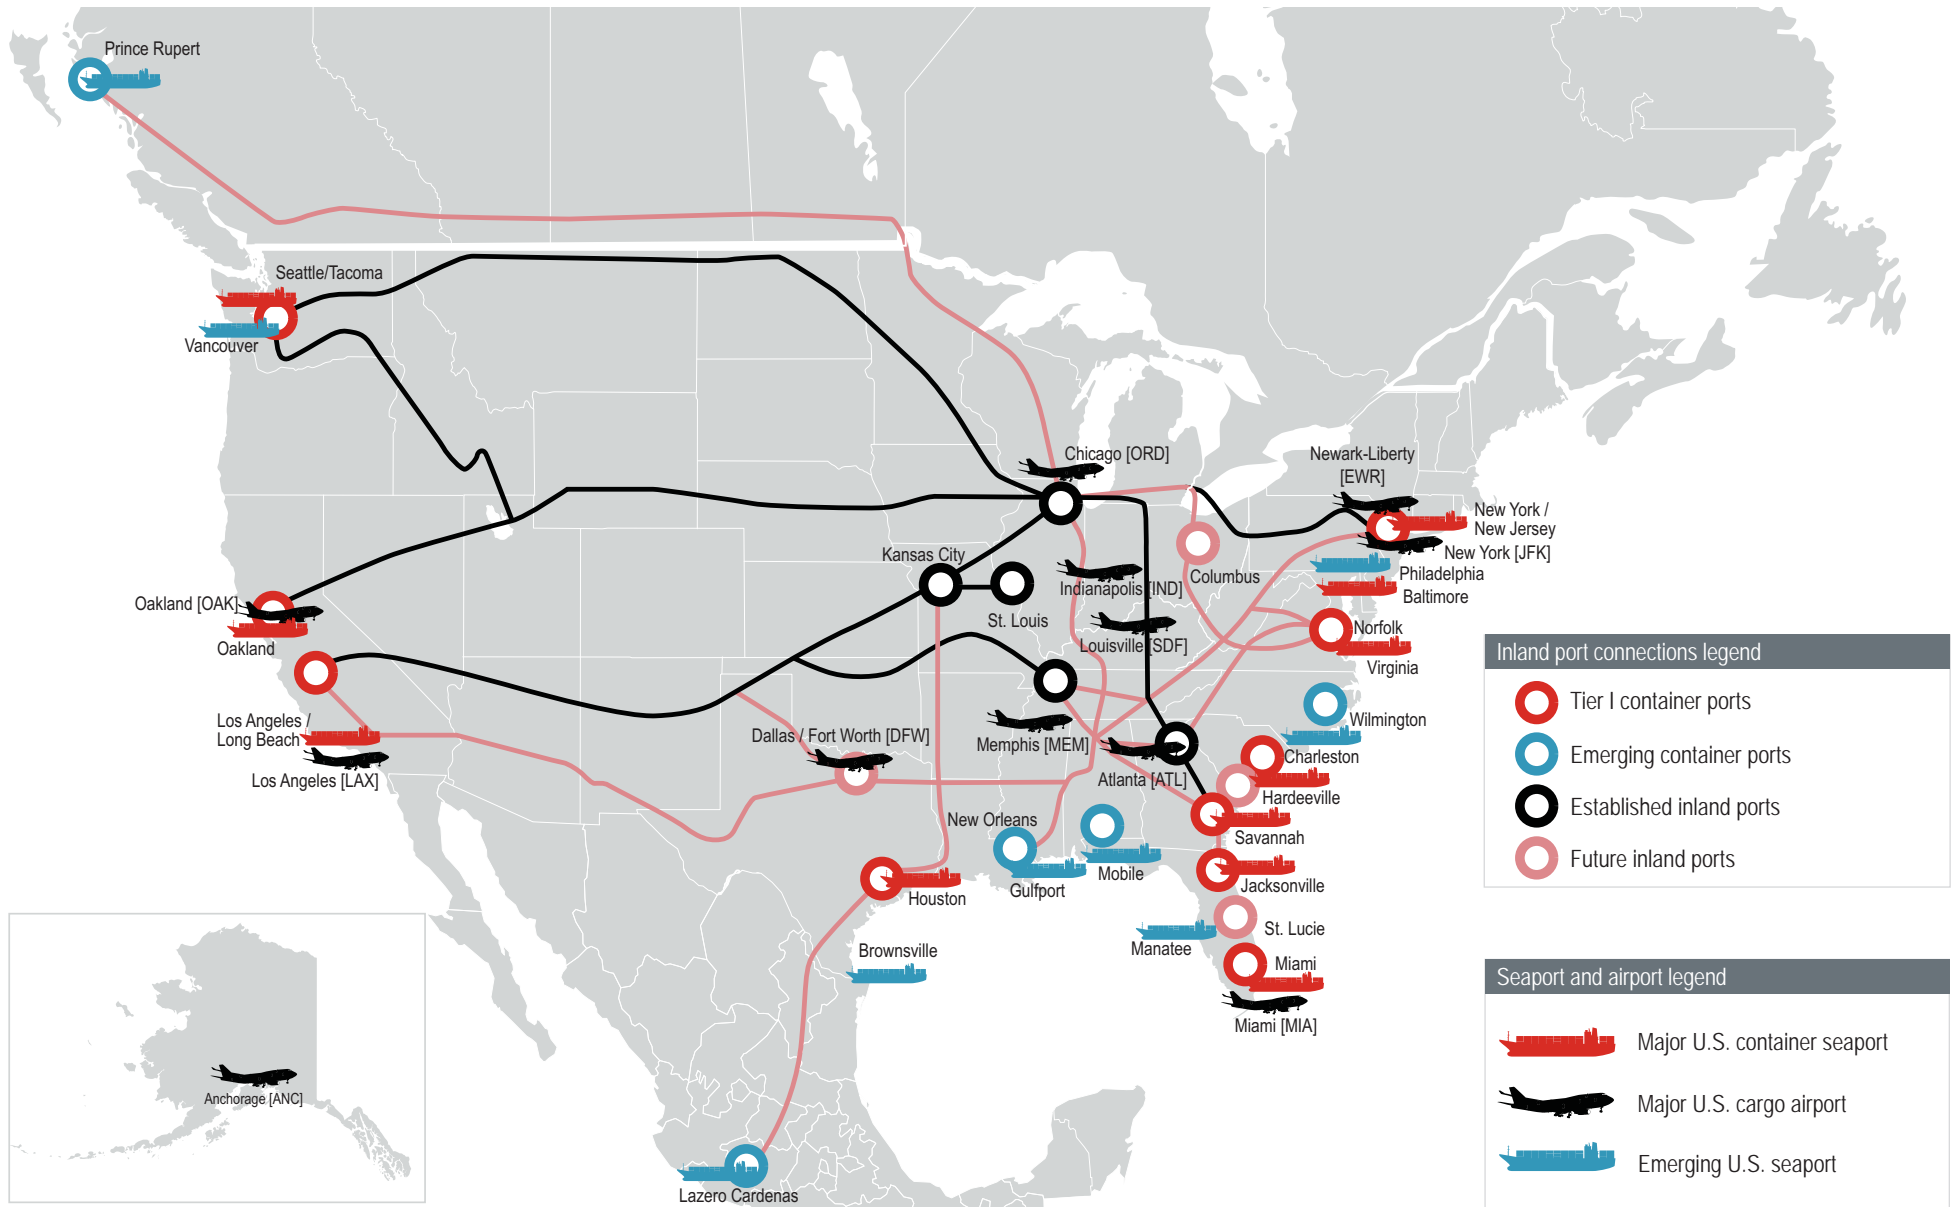 Prince Rupert
Seattle/Tacoma
Vancouver
Chicago [ORD]
Newark-Liberty
[EWR]
New York /
New Jersey
New York [JFK]
Kansas City
Philadelphia
Columbus
Indianapolis [IND]
Baltimore
Oakland [OAK]
St. Louis
Norfolk
Louisville [SDF]
Oakland
Virginia
Los Angeles /
Long Beach
Wilmington
Dallas / Fort Worth [DFW]
Memphis [MEM]
Charleston
Los Angeles [LAX]
Atlanta [ATL]
Hardeeville
New Orleans
Savannah
Mobile
Gulfport
Jacksonville
Houston
St. Lucie
Manatee
Brownsville
Miami
Miami [MIA]
Anchorage [ANC]
Lazero Cardenas
Inland port connections legend
Tier I container ports
Emerging container ports
Established inland ports
Future inland ports
Seaport and airport legend
Major U.S. container seaport
Major U.S. cargo airport
Emerging U.S. seaport